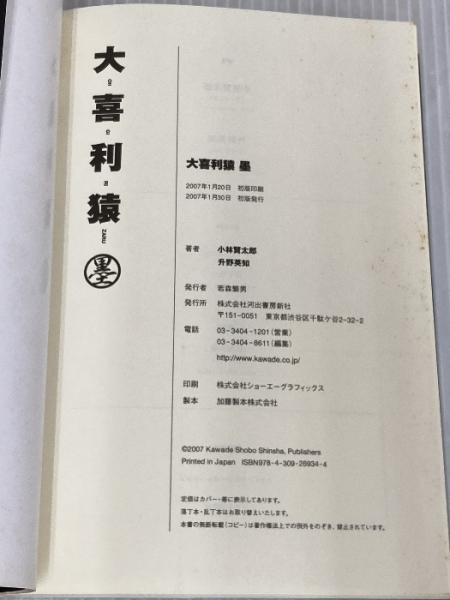 大喜利猿
O
O
GI
ZARU
墨
大喜利猿 墨
2007年1月20日 初版印刷
2007年1月30日 初版発行
著者 小林賢太郎
升野英知
発行者 若森繁男
発行所 株式会社河出書房新社
〒151-0051 東京都渋谷区千駄ケ谷2-32-2
電話 03-3404-1201(営業)
03-3404-8611(編集)
http://www.kawade.co.jp/
印刷 株式会社ショーエーグラフィックス
製本 加藤製本株式会社
©2007 Kawade Shobo Shinsha, Publishers
Printed in Japan ISBN978-4-309-26934-4
定価はカバー・帯に表示してあります。
落丁本・乱丁本はお取り替えいたします。
本書の無断転載(コピー)は著作権法上での例外をのぞき、禁止されています。